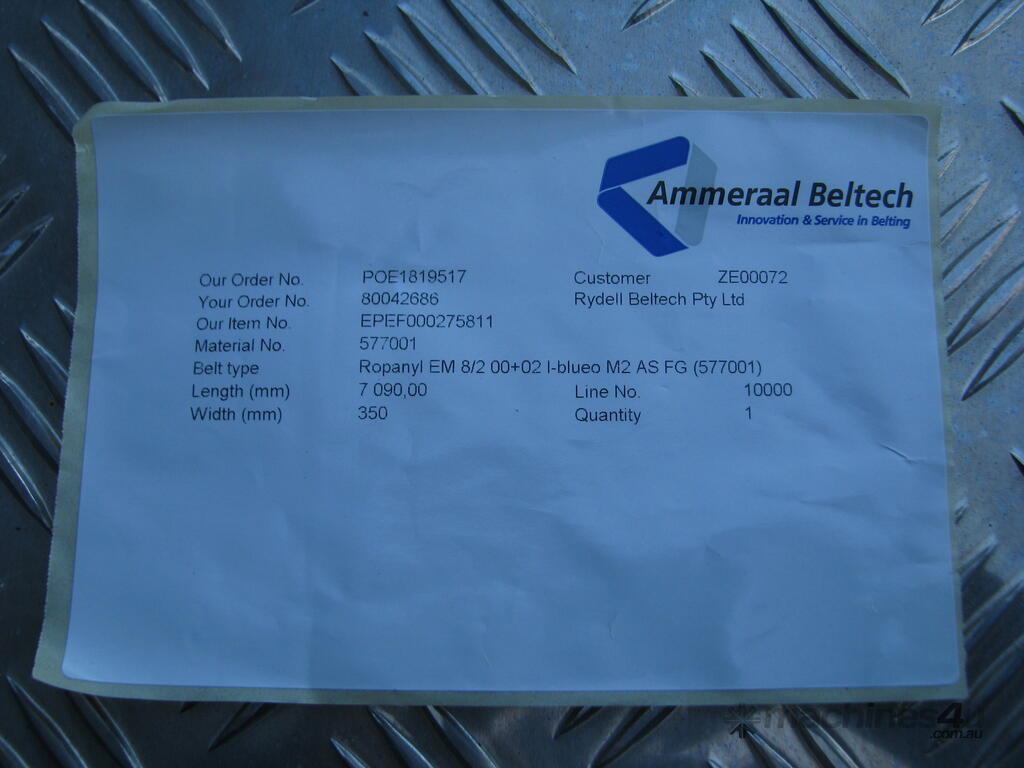 Ammeraal Beltech
Innovation & Service in Belting
Our Order No. POE1819517 Customer ZE00072
Your Order No. 80042686 Rydell Beltech Pty Ltd
Our Item No. EPEF000275811
Material No. 577001
Belt type Ropanyl EM 8/2 00+02 l-blueo M2 AS FG (577001)
Length (mm) 7 090,00 Line No. 10000
Width (mm) 350 Quantity 1
machines4u
.com.au